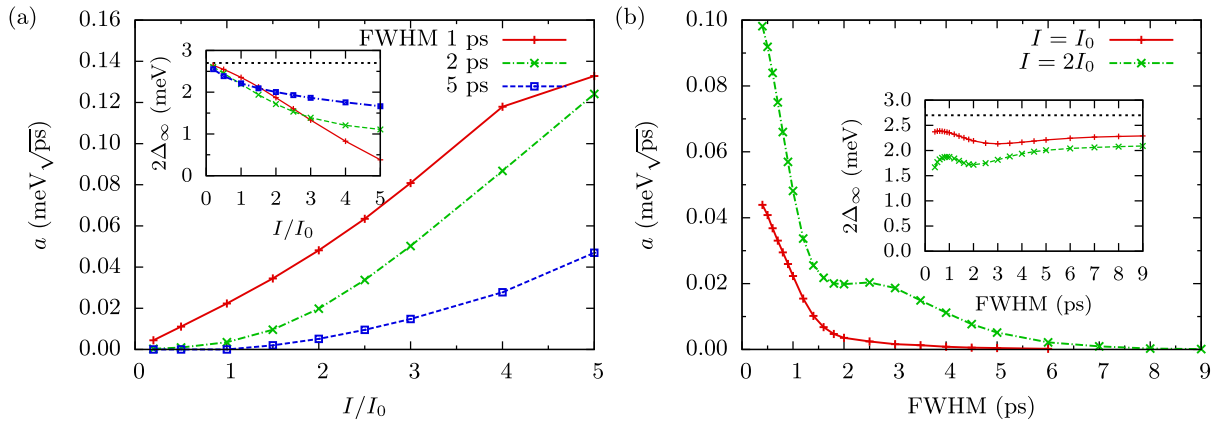 (a)
a (meV√ps)
0.16
0.14
0.12
0.10
0.08
0.06
0.04
0.02
0.00
0 1 2 3 4 5
I/I0
FWHM 1 ps
2 ps
5 ps
2Δ∞ (meV)
3
2
1
0
0 1 2 3 4 5
I/I0
(b)
a (meV√ps)
0.10
0.08
0.06
0.04
0.02
0.00
0 1 2 3 4 5 6 7 8 9
FWHM (ps)
I = I0
I = 2I0
2Δ∞ (meV)
3.0
2.5
2.0
1.5
1.0
0.5
0.0
0 1 2 3 4 5 6 7 8 9
FWHM (ps)